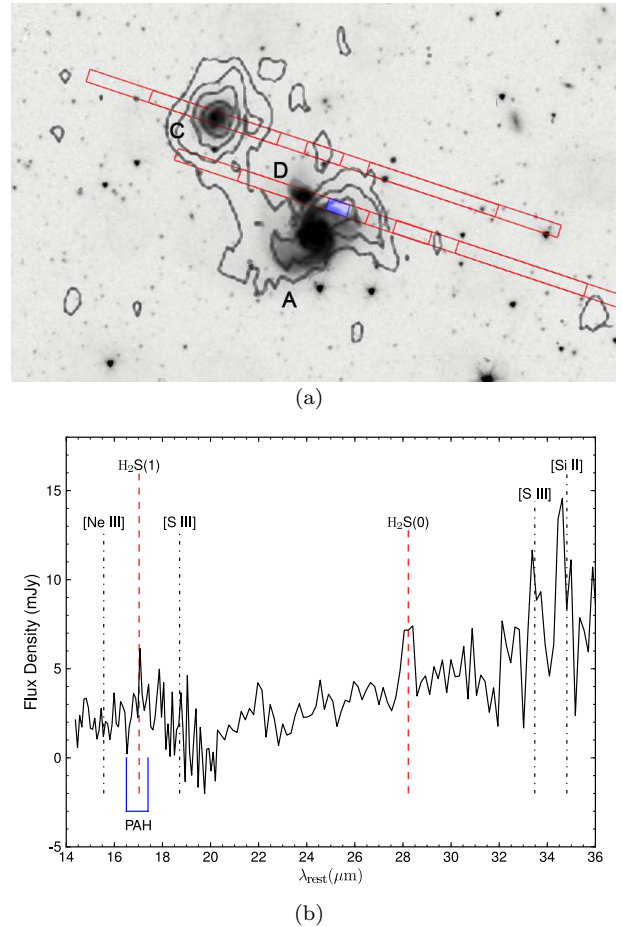 C
D
A
(a)
H₂S(1)
[Si II]
[Ne III]
[S III]
H₂S(0)
[S III]
15
10
5
0
-5
Flux Density (mJy)
PAH
14 16 18 20 22 24 26 28 30 32 34 36
λrest(μm)
(b)